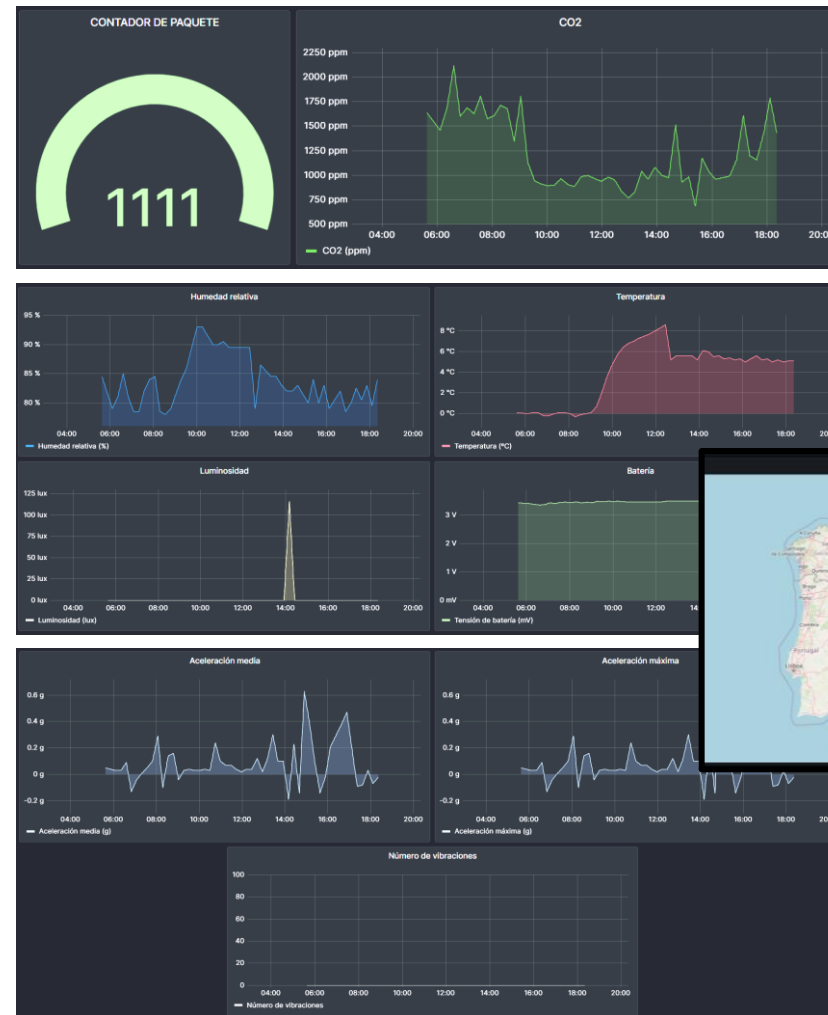 CONTADOR DE PAQUETE
1111
CO2
2250 ppm
2000 ppm
1750 ppm
1500 ppm
1250 ppm
1000 ppm
750 ppm
500 ppm
04:00 06:00 08:00 10:00 12:00 14:00 16:00 18:00 20:0
CO2 (ppm)
Humedad relativa
95 %
90 %
85 %
80 %
04:00 06:00 08:00 10:00 12:00 14:00 16:00 18:00 20:00
Humedad relativa (%)
Temperatura
8 °C
6 °C
4 °C
2 °C
0 °C
04:00 06:00 08:00 10:00 12:00 14:00 16:00 18:00 20
Temperatura (°C)
Luminosidad
125 lux
100 lux
75 lux
50 lux
25 lux
0 lux
04:00 06:00 08:00 10:00 12:00 14:00 16:00 18:00 20:00
Luminosidad (lux)
Batería
3 V
2 V
1 V
0 mV
04:00 06:00 08:00 10:00 12:00 14
Tensión de batería (mV)
A Coruña
Braga
Coimbra
Portugal
Aceleración media
0.6 g
0.4 g
0.2 g
0 g
-0.2 g
04:00 06:00 08:00 10:00 12:00 14:00 16:00 18:00 20:00
Aceleración media (g)
Aceleración máxima
0.6 g
0.4 g
0.2 g
0 g
-0.2 g
04:00 06:00 08:00 10:00 12:00 14:00 16:00 18:00 20
Aceleración máxima (g)
Número de vibraciones
100
80
60
40
20
0
04:00 06:00 08:00 10:00 12:00 14:00 16:00 18:00 20:00
Número de vibraciones